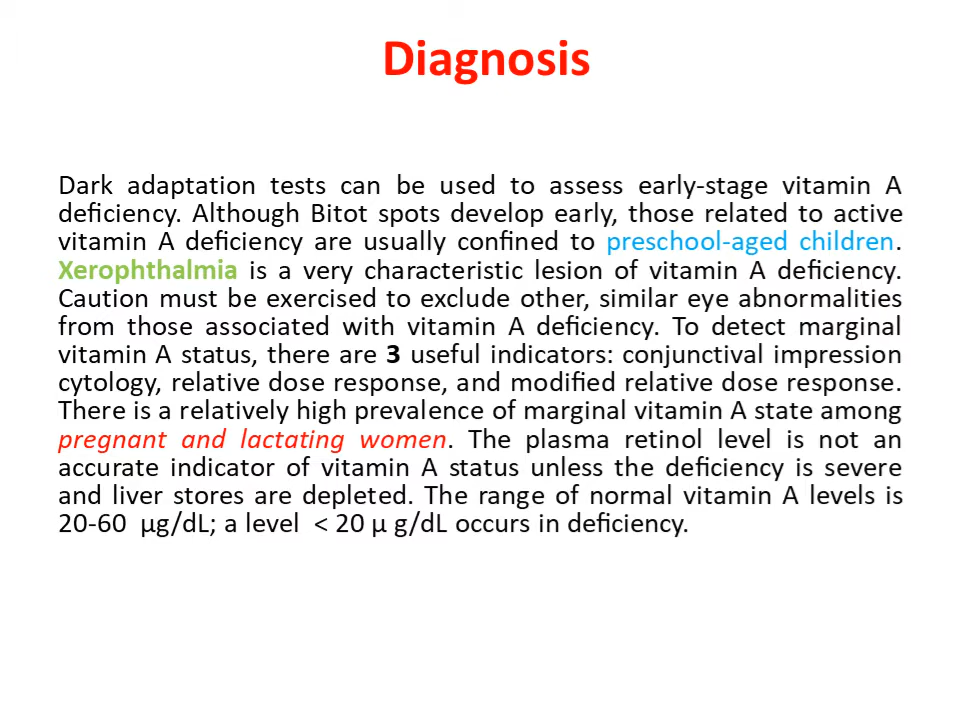 Diagnosis
Dark adaptation tests can be used to assess early-stage vitamin A
deficiency. Although Bitot spots develop early, those related to active
vitamin A deficiency are usually confined to preschool-aged children.
Xerophthalmia is a very characteristic lesion of vitamin A deficiency.
Caution must be exercised to exclude other, similar eye abnormalities
from those associated with vitamin A deficiency. To detect marginal
vitamin A status, there are 3 useful indicators: conjunctival impression
cytology, relative dose response, and modified relative dose response.
There is a relatively high prevalence of marginal vitamin A state among
pregnant and lactating women. The plasma retinol level is not an
accurate indicator of vitamin A status unless the deficiency is severe
and liver stores are depleted. The range of normal vitamin A levels is
20-60  µg/dL; a level  < 20 µ g/dL occurs in deficiency.